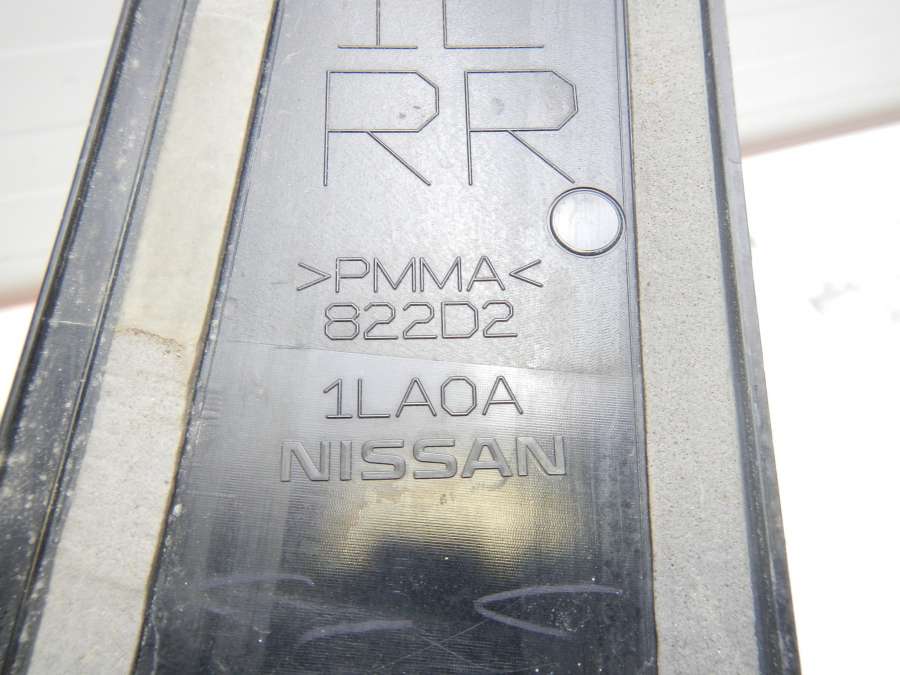 RR
>PMMA<
822D2
1LA0A
NISSAN